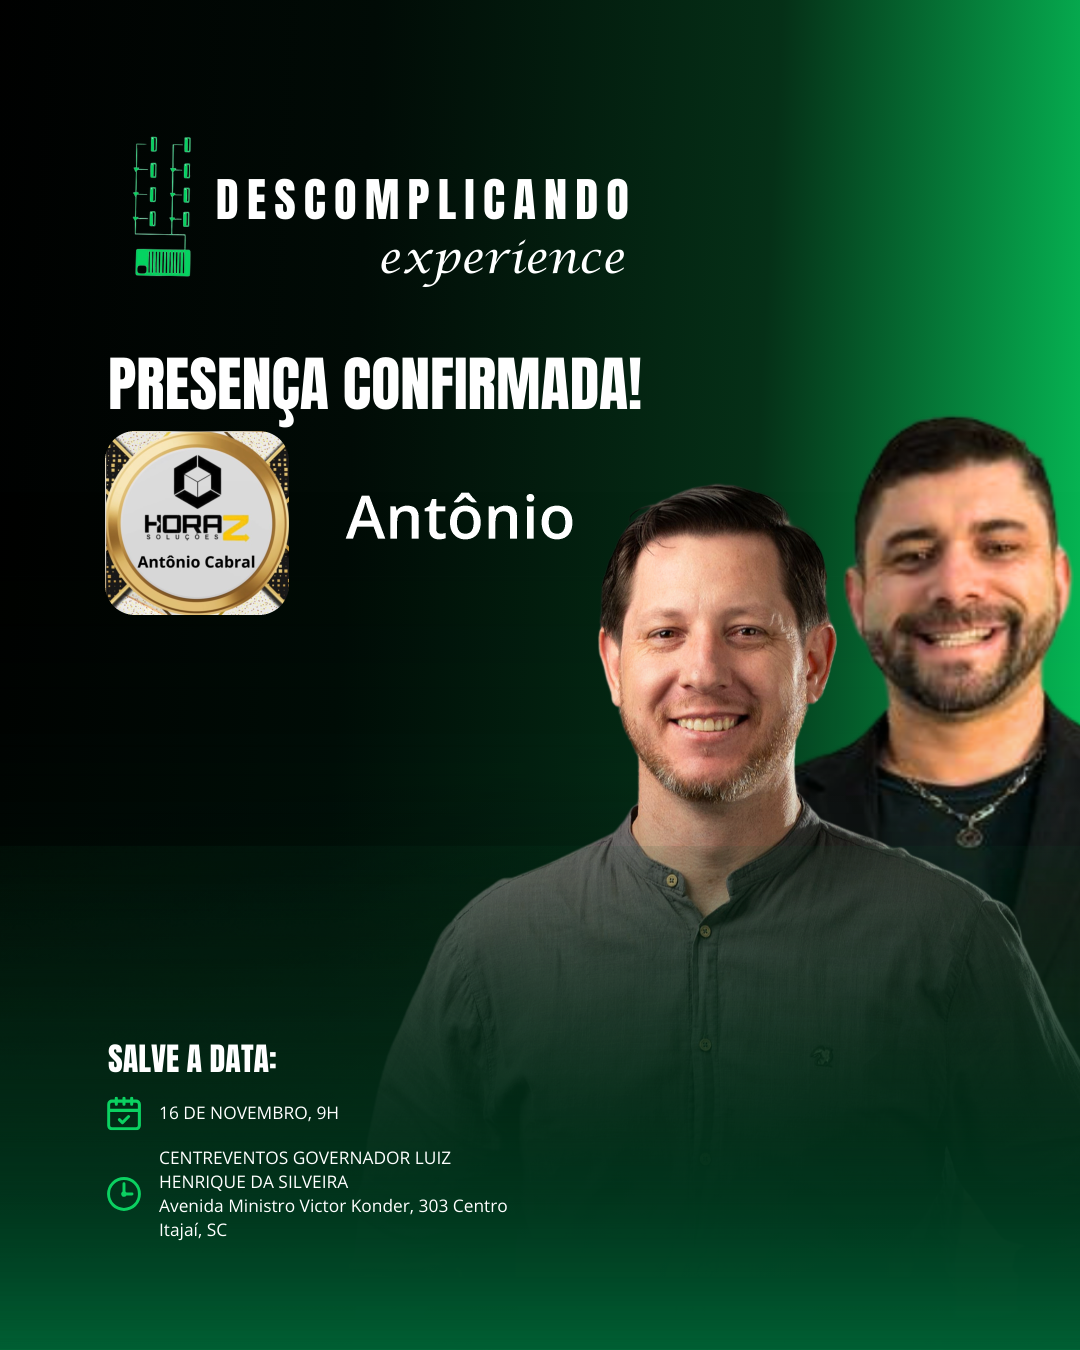 DESCOMPLICANDO
experience
PRESENÇA CONFIRMADA!
HORAZ
SOLUÇÕES
Antônio Cabral
Antônio
SALVE A DATA:
16 DE NOVEMBRO, 9H
CENTREVENTOS GOVERNADOR LUIZ
HENRIQUE DA SILVEIRA
Avenida Ministro Victor Konder, 303 Centro
Itajaí, SC